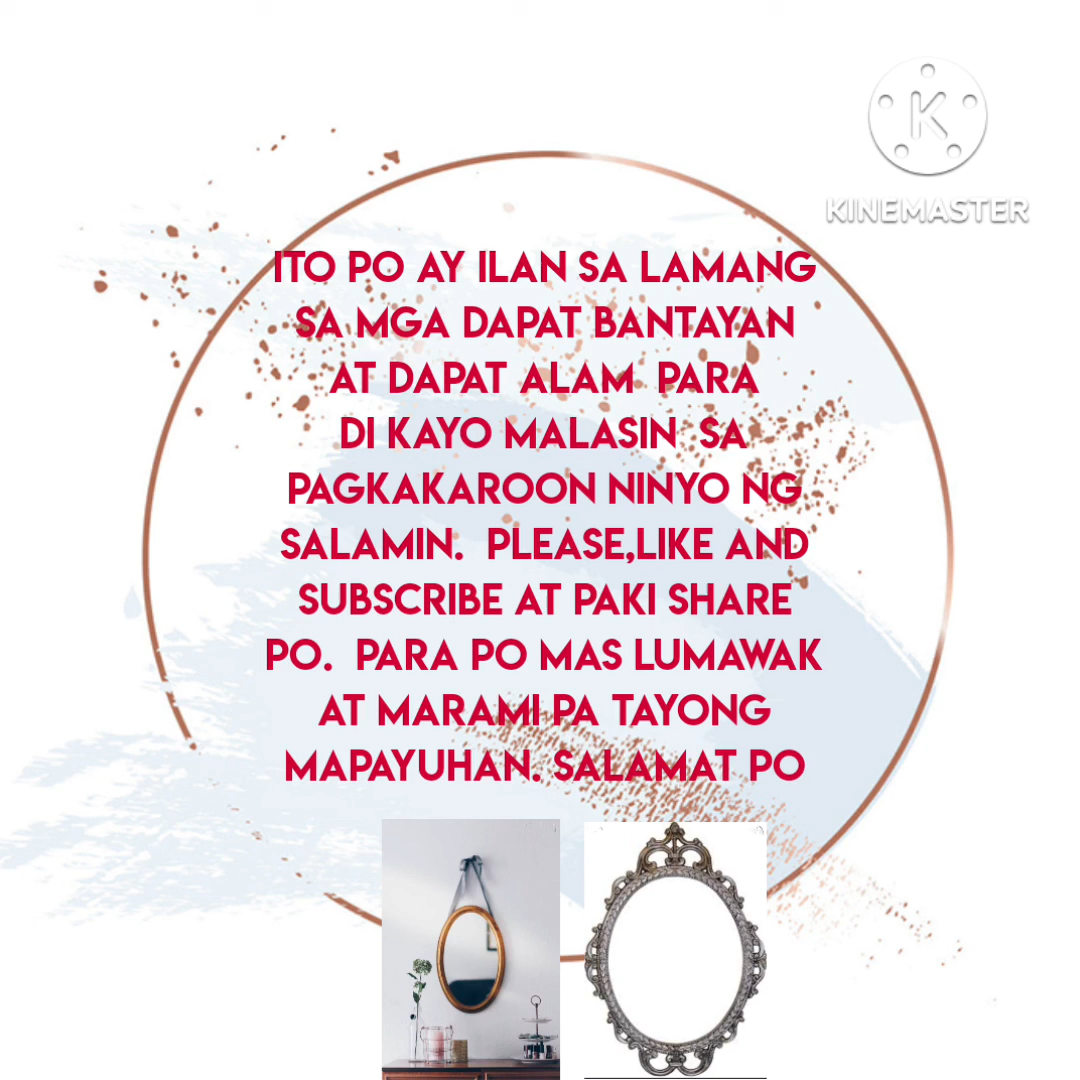 KINEMASTER
ITO PO AY ILAN SA LAMANG
SA MGA DAPAT BANTAYAN
AT DAPAT ALAM PARA
DI KAYO MALASIN SA
PAGKAKAROON NINYO NG
SALAMIN. PLEASE,LIKE AND
SUBSCRIBE AT PAKI SHARE
PO. PARA PO MAS LUMAWAK
AT MARAMI PA TAYONG
MAPAYUHAN. SALAMAT PO